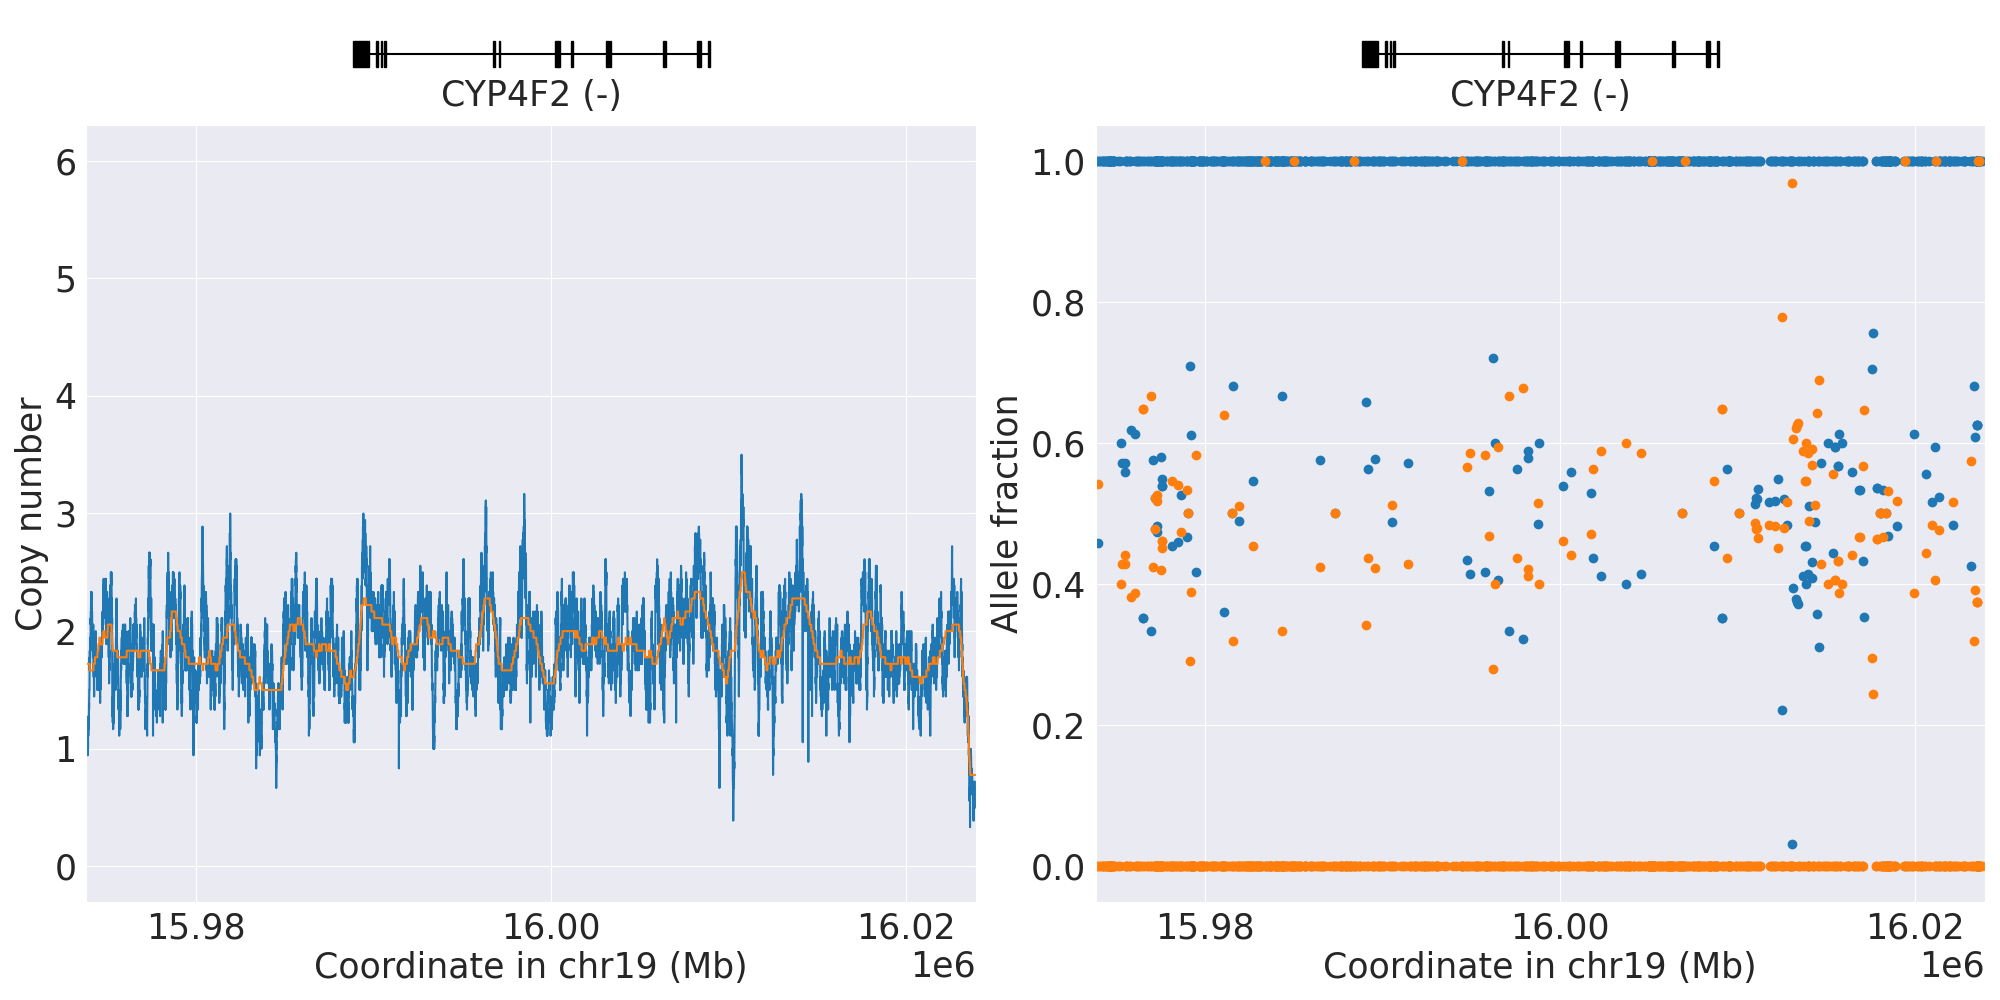 CYP4F2 (-)
6
5
4
3
2
1
0
Copy number
15.98
16.00
16.02
Coordinate in chr19 (Mb)
1e6
CYP4F2 (-)
1.0
0.8
0.6
0.4
0.2
0.0
Allele fraction
15.98
16.00
16.02
Coordinate in chr19 (Mb)
1e6